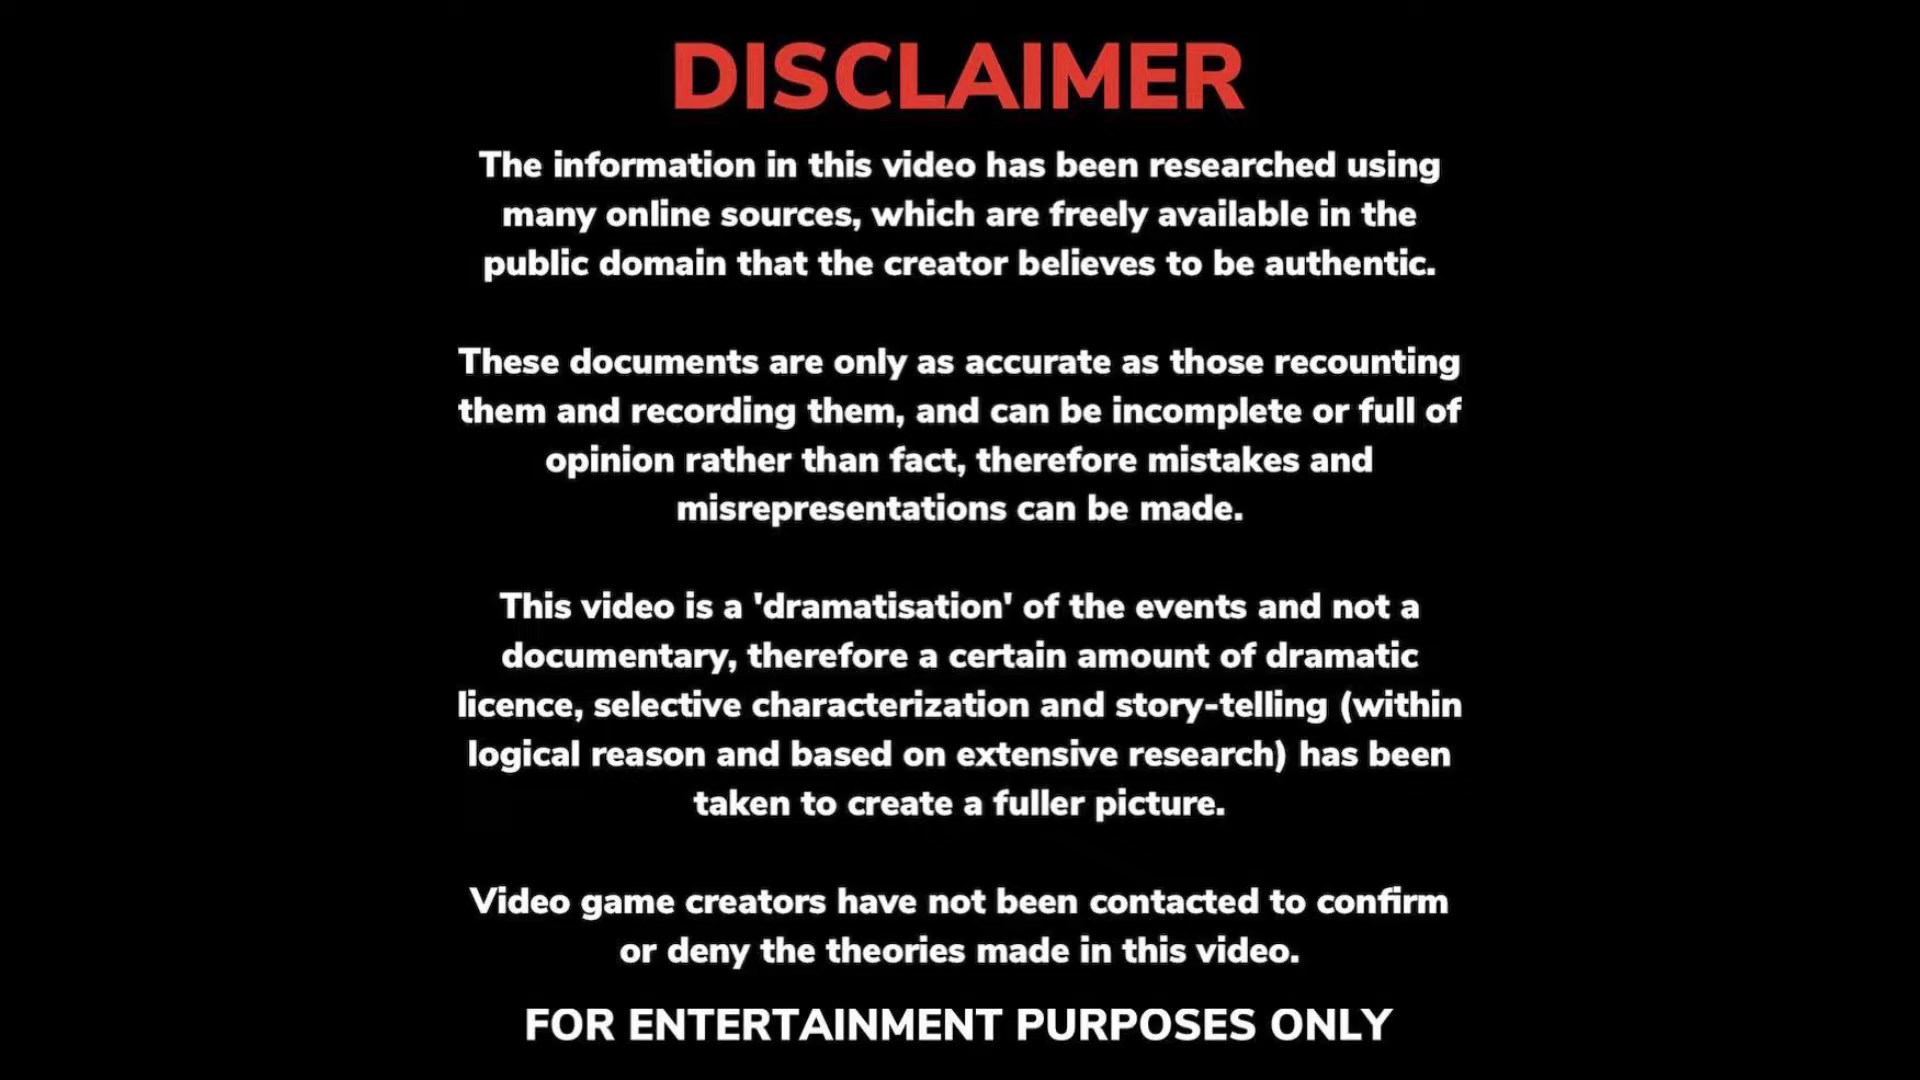 DISCLAIMER
The information in this video has been researched using
many online sources, which are freely available in the
public domain that the creator believes to be authentic.
These documents are only as accurate as those recounting
them and recording them, and can be incomplete or full of
opinion rather than fact, therefore mistakes and
misrepresentations can be made.
This video is a 'dramatisation' of the events and not a
documentary, therefore a certain amount of dramatic
licence, selective characterization and story-telling (within
logical reason and based on extensive research) has been
taken to create a fuller picture.
Video game creators have not been contacted to confirm
or deny the theories made in this video.
FOR ENTERTAINMENT PURPOSES ONLY